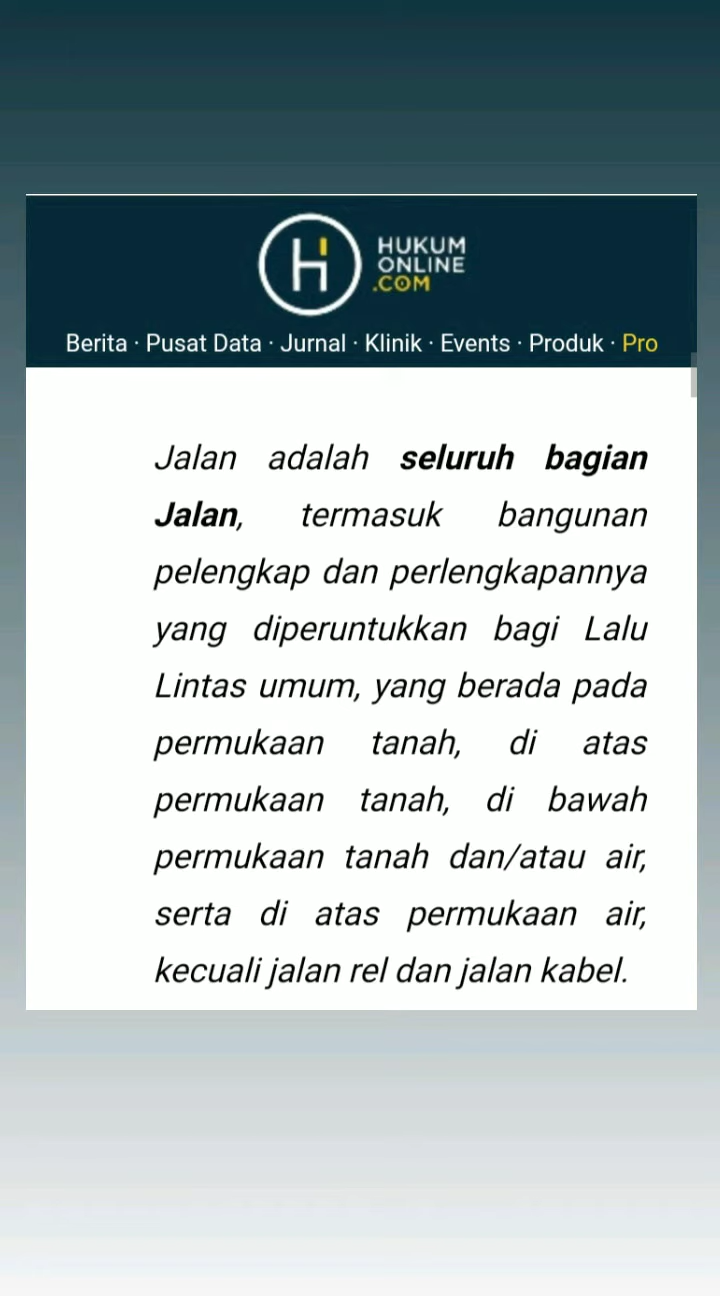 HUKUM
ONLINE
.COM
Berita · Pusat Data · Jurnal · Klinik · Events · Produk · Pro
Jalan adalah seluruh bagian
Jalan, termasuk bangunan
pelengkap dan perlengkapannya
yang diperuntukkan bagi Lalu
Lintas umum, yang berada pada
permukaan tanah, di atas
permukaan tanah, di bawah
permukaan tanah dan/atau air,
serta di atas permukaan air,
kecuali jalan rel dan jalan kabel.